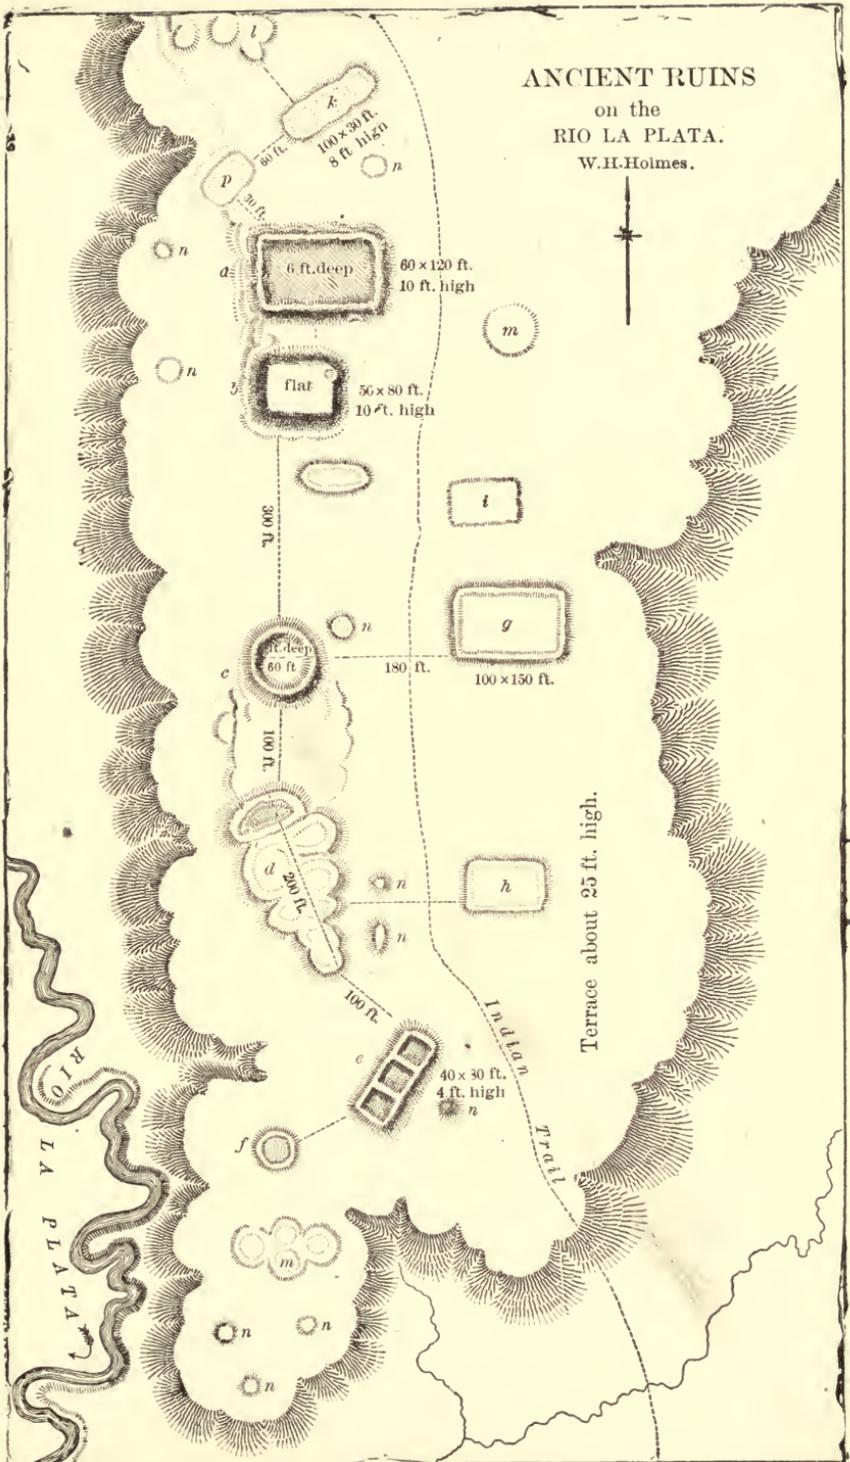 ANCIENT RUINS
on the
RIO LA PLATA.
W.H.Holmes.
l
k
100 x 30 ft.
8 ft high
60 ft.
n
p
30 ft.
n
a
6 ft. deep
60 x 120 ft.
10 ft. high
m
n
b
flat
50 x 80 ft.
10 ft. high
300 ft.
i
n
g
ft. deep
60 ft
c
180 ft.
100 x 150 ft.
100 ft.
d
200 ft.
n
h
n
Terrace about 25 ft. high.
100 ft.
Indian
Trail
e
40 x 30 ft.
4 ft. high
n
f
m
n
n
n
RIO
LA PLATA